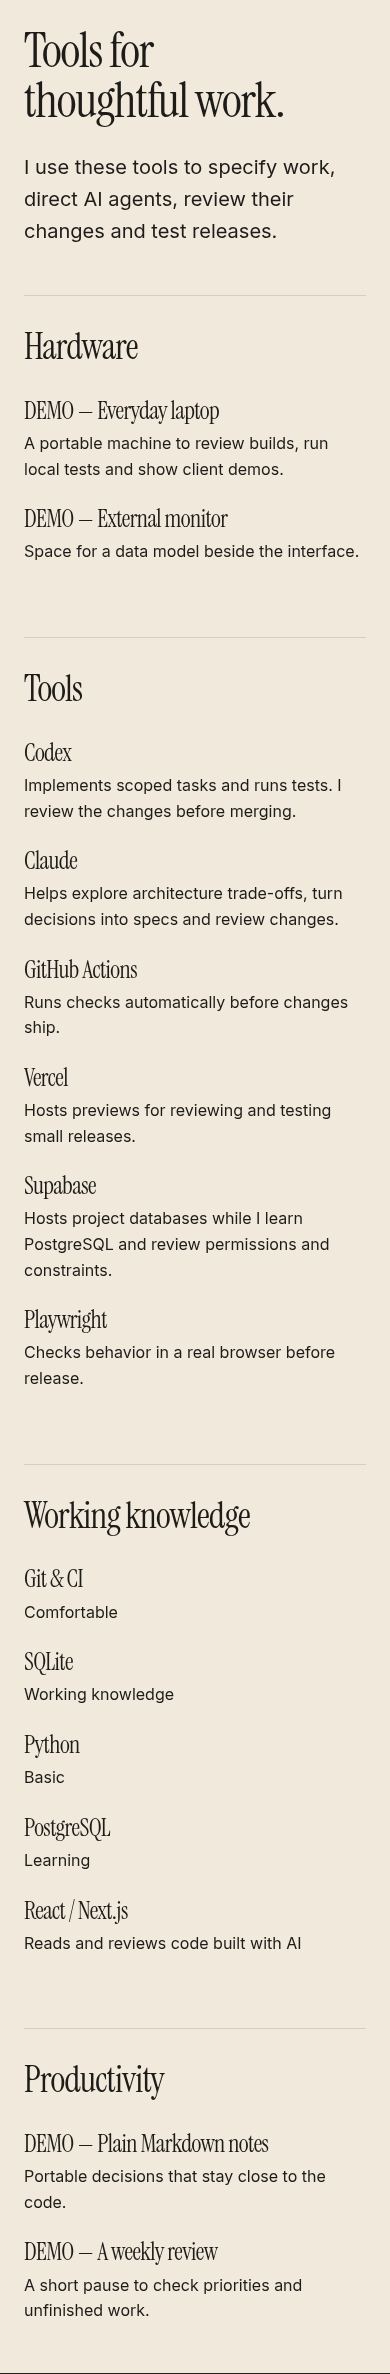 Tools for
thoughtful work.
I use these tools to specify work,
direct AI agents, review their
changes and test releases.
Hardware
DEMO — Everyday laptop
A portable machine to review builds, run
local tests and show client demos.
DEMO — External monitor
Space for a data model beside the interface.
Tools
Codex
Implements scoped tasks and runs tests. I
review the changes before merging.
Claude
Helps explore architecture trade-offs, turn
decisions into specs and review changes.
GitHub Actions
Runs checks automatically before changes
ship.
Vercel
Hosts previews for reviewing and testing
small releases.
Supabase
Hosts project databases while I learn
PostgreSQL and review permissions and
constraints.
Playwright
Checks behavior in a real browser before
release.
Working knowledge
Git & CI
Comfortable
SQLite
Working knowledge
Python
Basic
PostgreSQL
Learning
React / Next.js
Reads and reviews code built with AI
Productivity
DEMO — Plain Markdown notes
Portable decisions that stay close to the
code.
DEMO — A weekly review
A short pause to check priorities and
unfinished work.